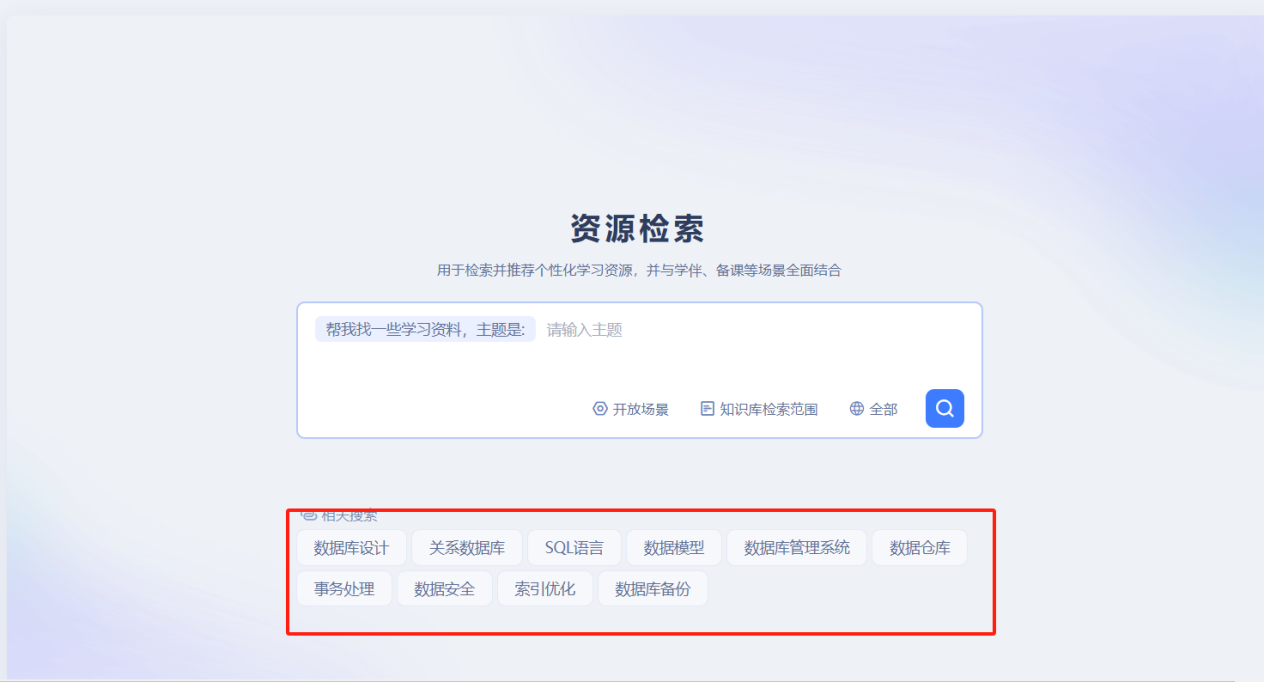 资源检索
用于检索并推荐个性化学习资源，并与学伴、备课等场景全面结合
帮我找一些学习资料，主题是: 请输入主题
开放场景 知识库检索范围 全部
相关搜索
数据库设计 关系数据库 SQL语言 数据模型 数据库管理系统 数据仓库
事务处理 数据安全 索引优化 数据库备份